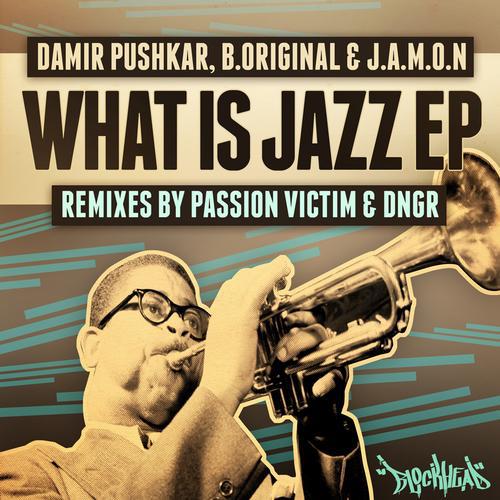 DAMIR PUSHKAR, B.ORIGINAL & J.A.M.O.N
WHAT IS JAZZ EP
REMIXES BY PASSION VICTIM & DNGR
"BLOCKHEAD"